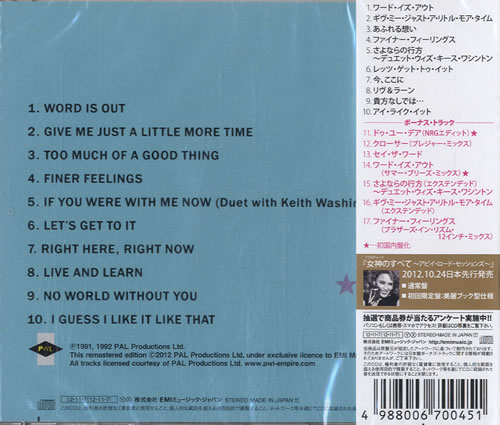 1. WORD IS OUT
2. GIVE ME JUST A LITTLE MORE TIME
3. TOO MUCH OF A GOOD THING
4. FINER FEELINGS
5. IF YOU WERE WITH ME NOW (Duet with Keith Washin
6. LET'S GET TO IT
7. RIGHT HERE, RIGHT NOW
8. LIVE AND LEARN
9. NO WORLD WITHOUT YOU
10. I GUESS I LIKE IT LIKE THAT
PWL
Ⓟ1991, 1992 PAL Productions Ltd.
This remastered edition ©2012 PAL Productions Ltd, under exclusive licence to EMI M
All tracks licensed courtesy of PAL Productions Ltd. www.pwl-empire.com
株式会社 EMIミュージック・ジャパン STEREO・MADE IN JAPAN
1.ワード・イズ・アウト
2.ギヴ・ミー・ジャスト・ア・リトル・モア・タイム
3.あふれる想い
4.ファイナー・フィーリングス
5.さよならの行方
〜デュエット・ウィズ・キース・ワシントン
6.レッツ・ゲット・トゥ・イット
7.今、ここに
8.リヴ&ラーン
9.貴方なしでは…
10.アイ・ライク・イット
ボーナス・トラック
11.ドゥ・ユー・デア(NRGエディット)★
12.クローサー(プレジャー・ミックス)
13.セイ・ザ・ワード
14.ワード・イズ・アウト
(サマー・ブリーズ・ミックス)★
15.さよならの行方(エクステンデッド)
〜デュエット・ウィズ・キース・ワシントン
16.ギヴ・ミー・ジャスト・ア・リトル・モア・タイム
(エクステンデッド)
17.ファイナー・フィーリングス
(ブラザーズ・イン・リズム・
12インチ・ミックス)
★…初国内盤化
『女神のすべて 〜アビイ・ロード・セッションズ〜』
2012.10.24日本先行発売
■通常盤
■初回限定盤:美麗ブック型仕様
抽選で商品券が当たるアンケート実施中!!
株式会社 EMIミュージック・ジャパン http://emimusic.jp/
STEREO・MADE IN JAPAN
4 988006 700451